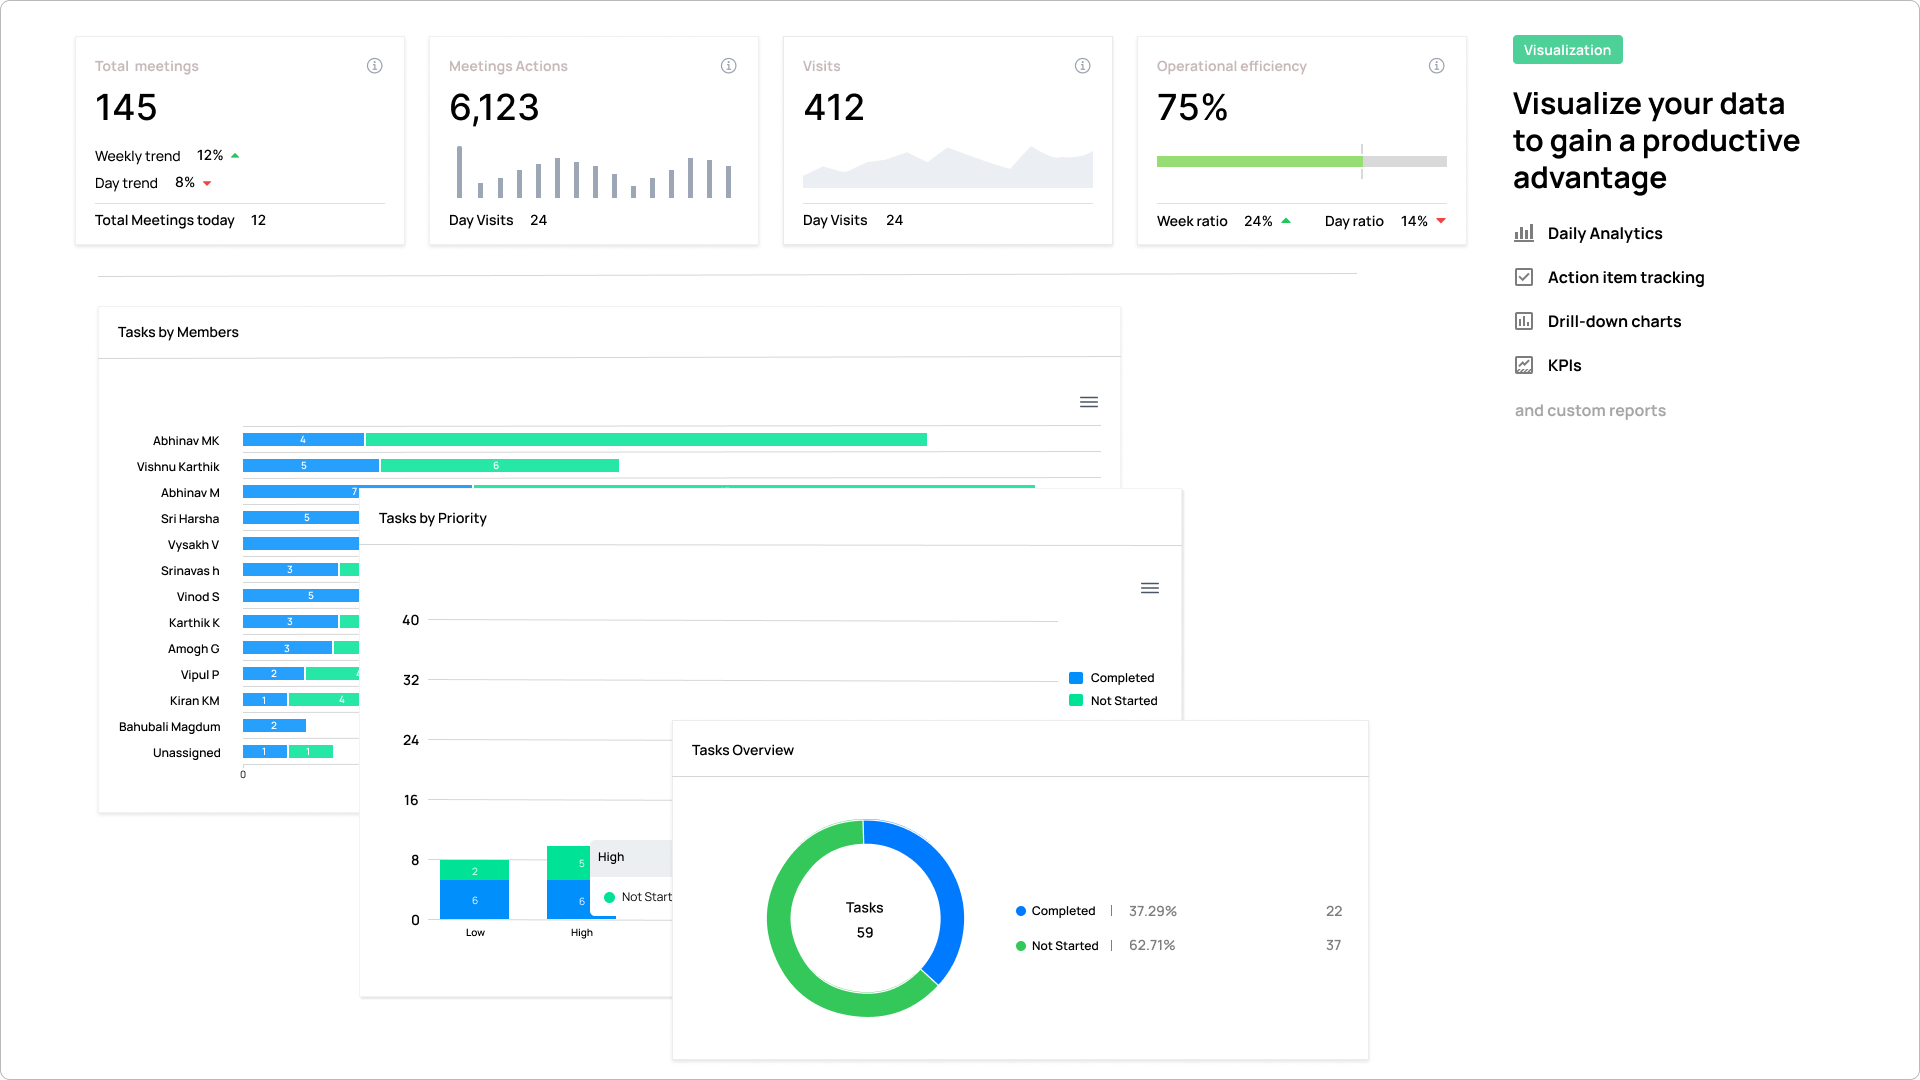 Total meetings
145
Weekly trend 12%
Day trend 8%
Total Meetings today 12
Meetings Actions
6,123
Day Visits 24
Visits
412
Day Visits 24
Operational efficiency
75%
Week ratio 24% Day ratio 14%
Visualization
Visualize your data
to gain a productive
advantage
Daily Analytics
Action item tracking
Drill-down charts
KPIs
and custom reports
Tasks by Members
Abhinav MK 4
Vishnu Karthik 5 6
Abhinav M 7
Sri Harsha 5
Vysakh V
Srinavas h 3
Vinod S 5
Karthik K 3
Amogh G 3
Vipul P 2 4
Kiran KM 1 4
Bahubali Magdum 2
Unassigned 1 1
0
Tasks by Priority
40
32
24
16
8
0
2
6
5
6
Low
High
High
Not Start
Completed
Not Started
Tasks Overview
Tasks
59
Completed 37.29% 22
Not Started 62.71% 37